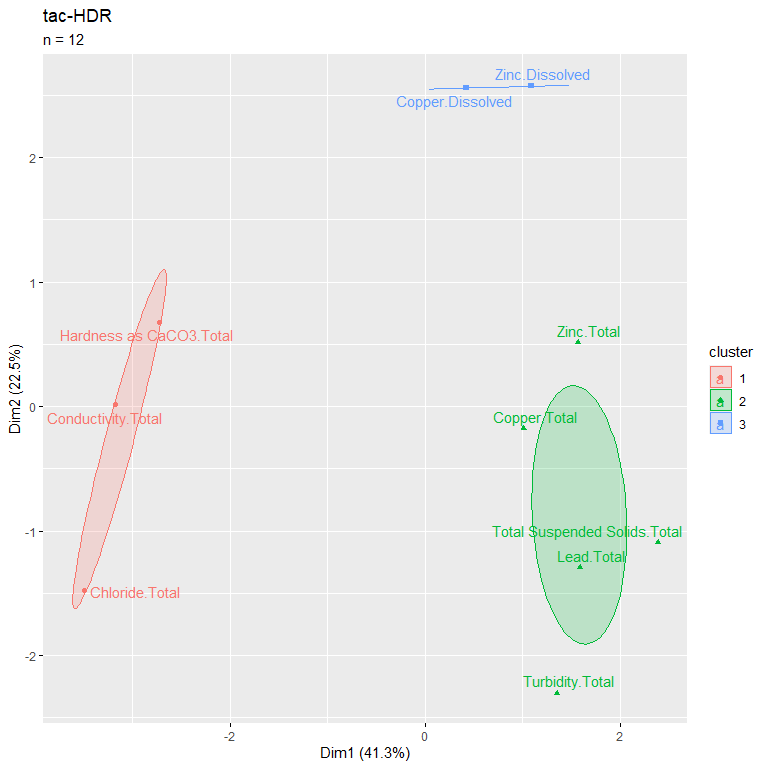 tac-HDR
n = 12
Zinc.Dissolved
Copper.Dissolved
2
1
Zinc.Total
Hardness as CaCO3.Total
cluster
1
2
3
Dim2 (22.5%)
0
Copper.Total
Conductivity.Total
-1
Total Suspended Solids.Total
Lead.Total
Chloride.Total
-2
Turbidity.Total
-2
0
2
Dim1 (41.3%)